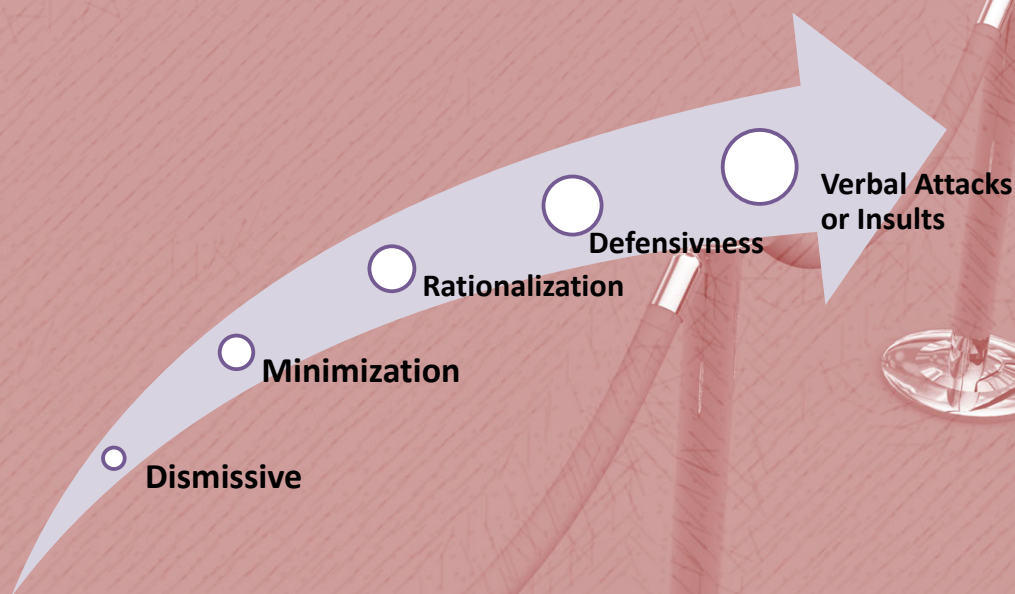 Dismissive
Minimization
Rationalization
Defensivness
Verbal Attacks
or Insults